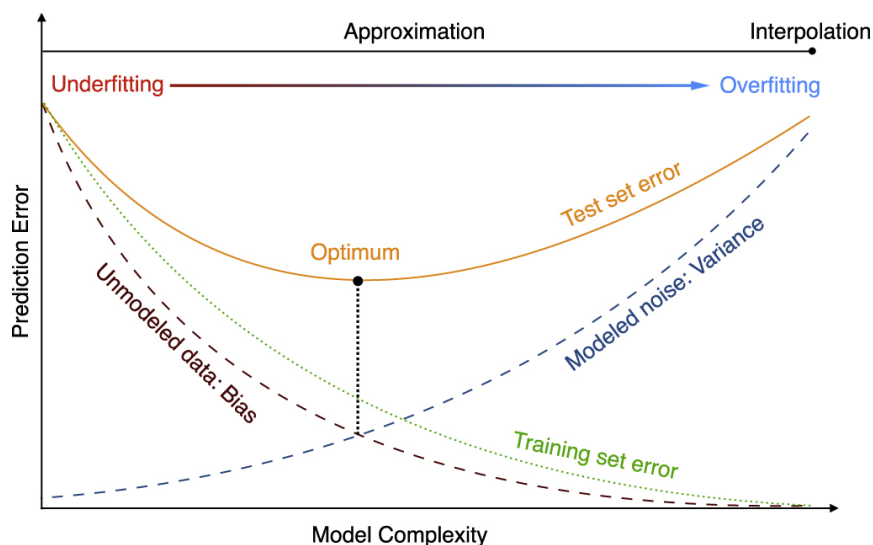 Approximation
Interpolation
Underfitting
Overfitting
Test set error
Optimum
Unmodeled data: Bias
Modeled noise: Variance
Training set error
Prediction Error
Model Complexity